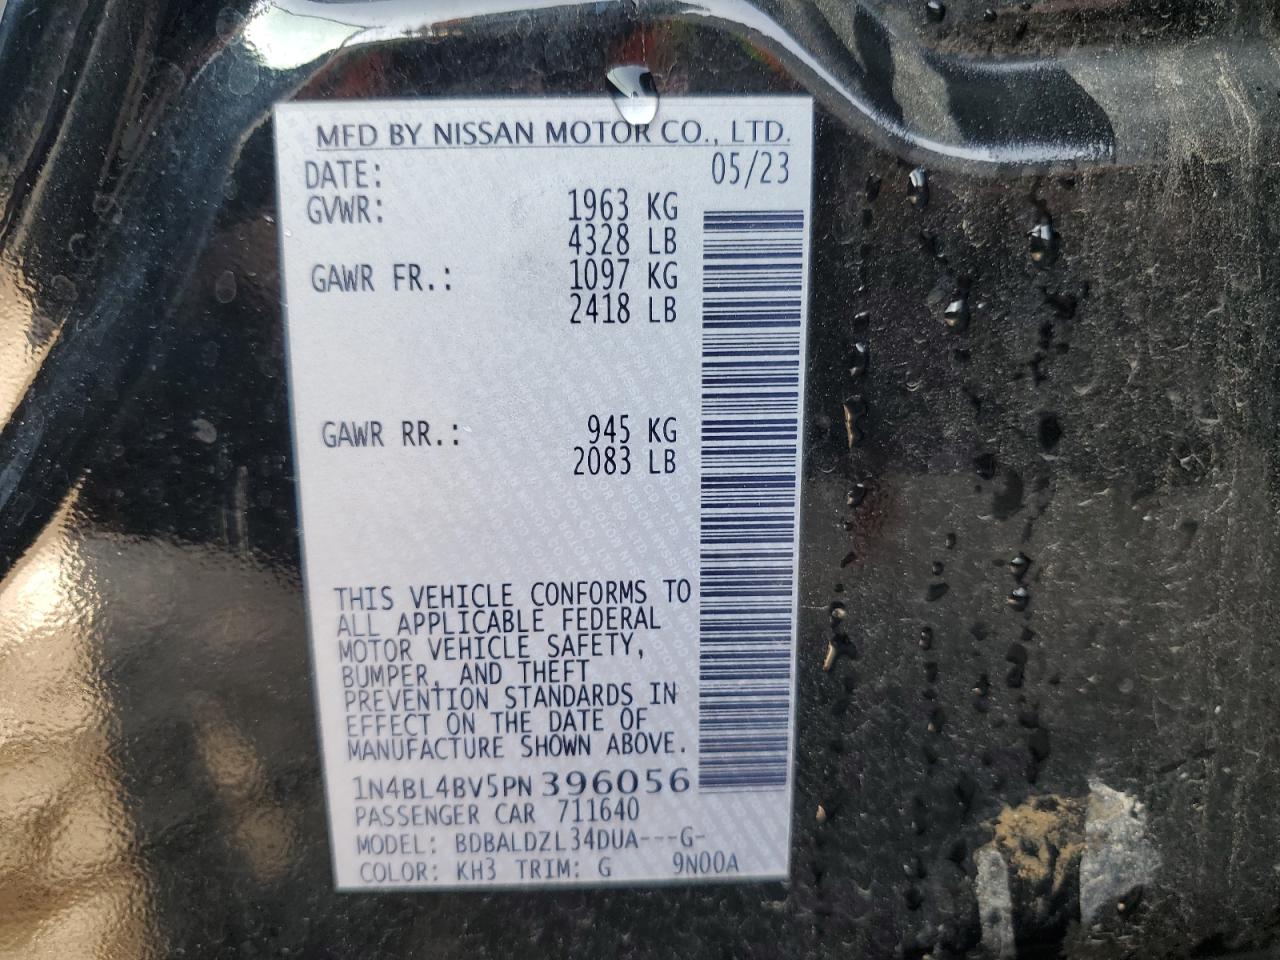 MFD BY NISSAN MOTOR CO., LTD.
DATE: 05/23
GVWR: 1963 KG
4328 LB
GAWR FR.: 1097 KG
2418 LB
GAWR RR.: 945 KG
2083 LB
THIS VEHICLE CONFORMS TO
ALL APPLICABLE FEDERAL
MOTOR VEHICLE SAFETY,
BUMPER, AND THEFT
PREVENTION STANDARDS IN
EFFECT ON THE DATE OF
MANUFACTURE SHOWN ABOVE.
1N4BL4BV5PN396056
PASSENGER CAR 711640
MODEL: BDBALDZL34DUA---G-
COLOR: KH3 TRIM: G 9N00A